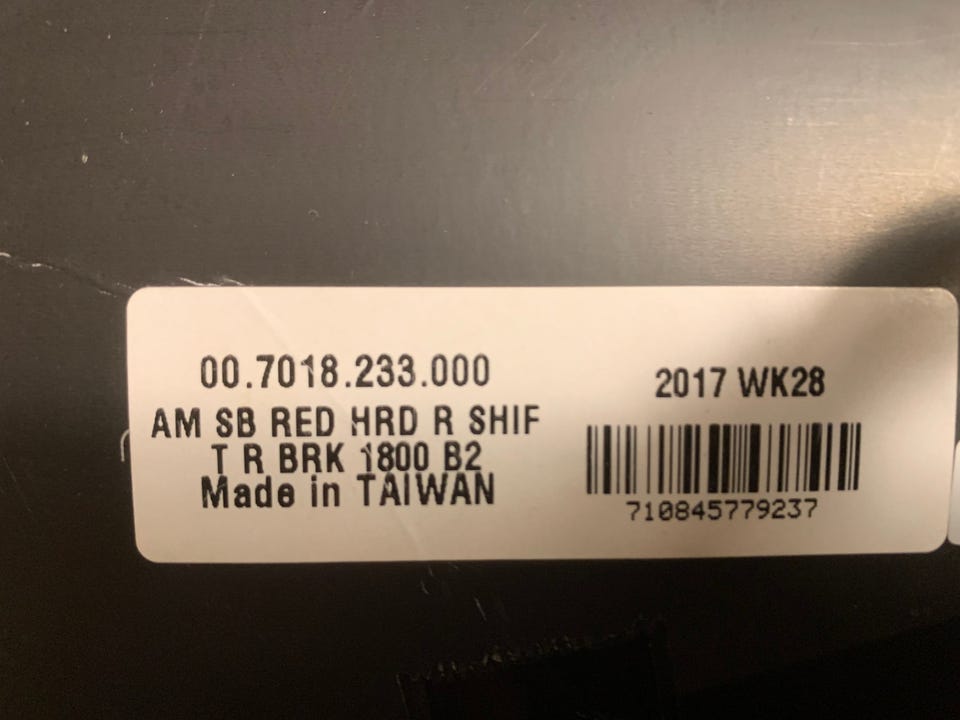 00.7018.233.000
AM SB RED HRD R SHIF
T R BRK 1800 B2
Made in TAIWAN
2017 WK28
710845779237